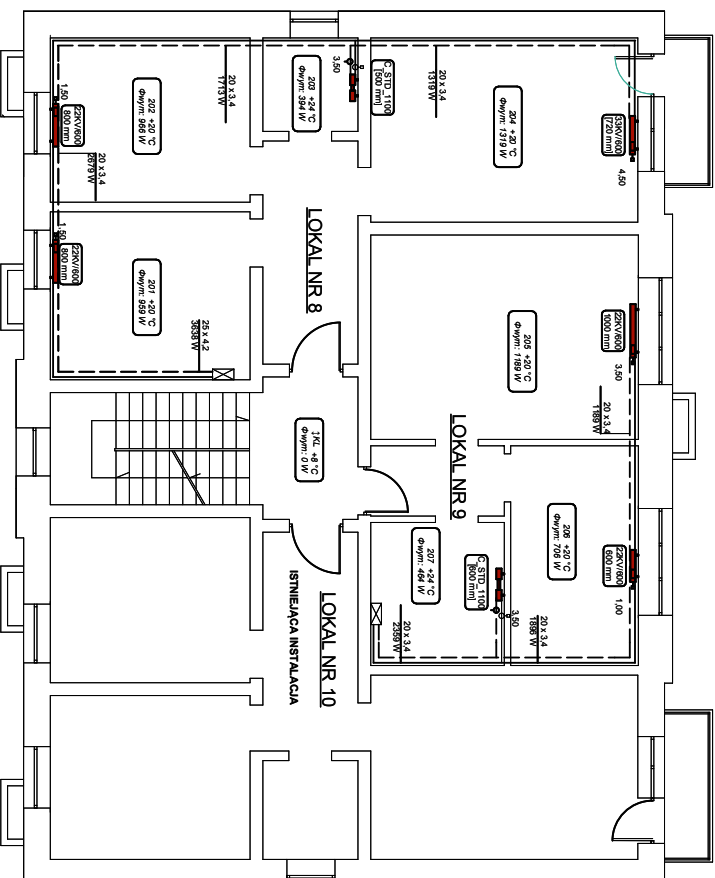 LOKAL NR 8
LOKAL NR 9
LOKAL NR 10
ISTNIEJĄCA INSTALACJA
202 +20 °C
Φwym: 966 W
203 +24 °C
Φwym: 394 W
204 +20 °C
Φwym: 1319 W
201 +20 °C
Φwym: 959 W
205 +20 °C
Φwym: 1189 W
↕KL +8 °C
Φwym: 0 W
206 +20 °C
Φwym: 706 W
207 +24 °C
Φwym: 464 W
20 x 3,4
1713 W
20 x 3,4
1319 W
20 x 3,4
2679 W
25 x 4,2
3638 W
20 x 3,4
1189 W
20 x 3,4
1896 W
20 x 3,4
2359 W
22KV/600
800 mm
22KV/600
800 mm
C_STD_1100
[500 mm]
33KV/600
[720 mm]
22KV/600
1000 mm
22KV/600
600 mm
C_STD_1100
[600 mm]
1,50
1,50
3,50
4,50
3,50
1,00
3,50